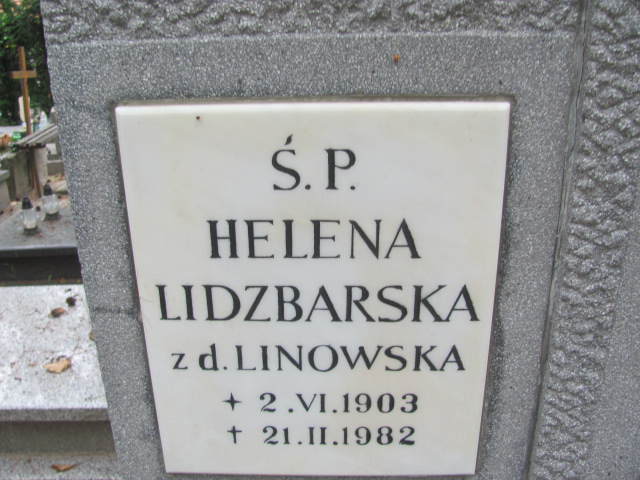 Ś.P.
HELENA
LIDZBARSKA
z d. LINOWSKA
✦ 2.VI.1903
† 21.II.1982